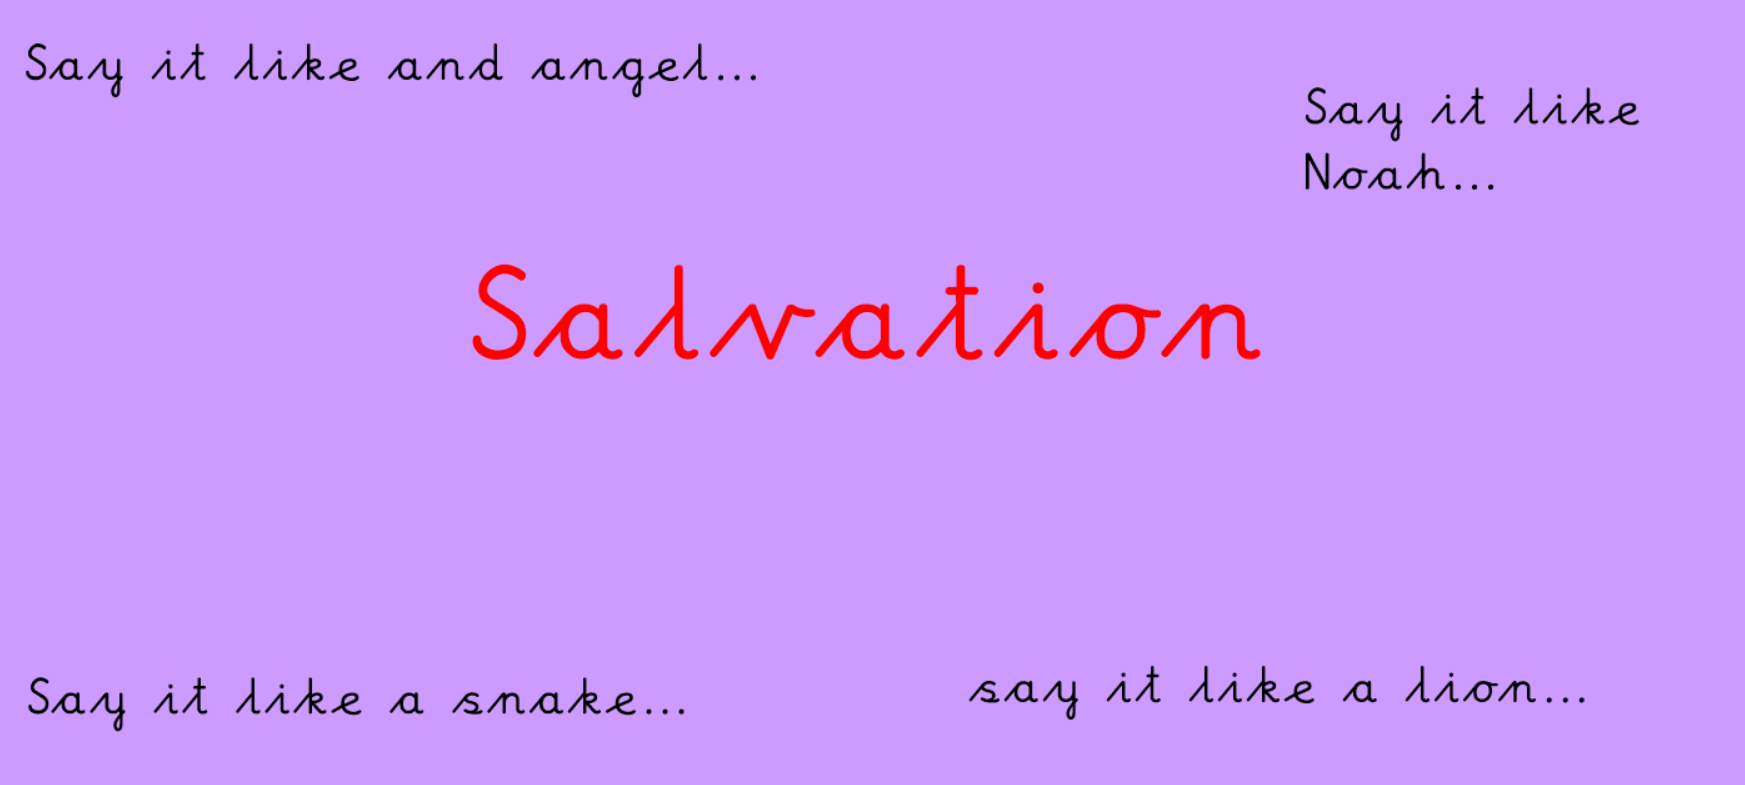 Say it like and angel...
Say it like
Noah...
Salvation
Say it like a snake...
say it like a lion...